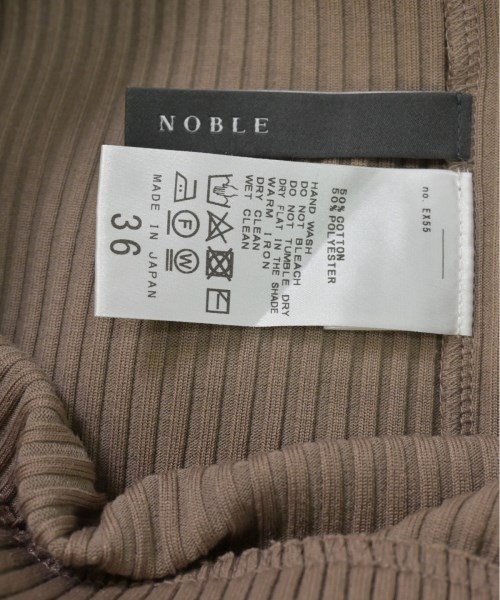 NOBLE
no. EX55
50% COTTON
50% POLYESTER
HAND WASH
DO NOT BLEACH
DO NOT TUMBLE DRY
DRY FLAT IN THE SHADE
WARM IRON
DRY CLEAN
WET CLEAN
F W
MADE IN JAPAN
36